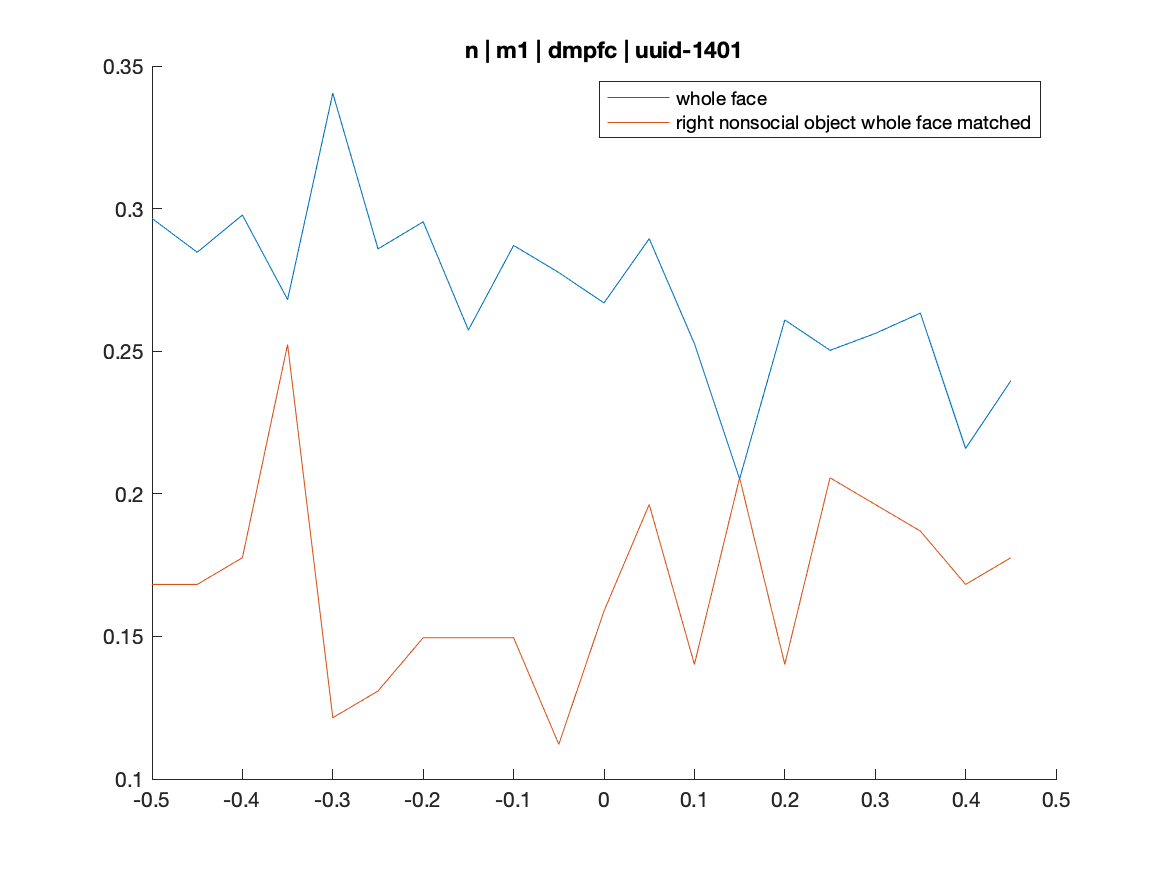 n | m1 | dmpfc | uuid-1401
0.35
whole face
right nonsocial object whole face matched
0.3
0.25
0.2
0.15
0.1
-0.5 -0.4 -0.3 -0.2 -0.1 0 0.1 0.2 0.3 0.4 0.5